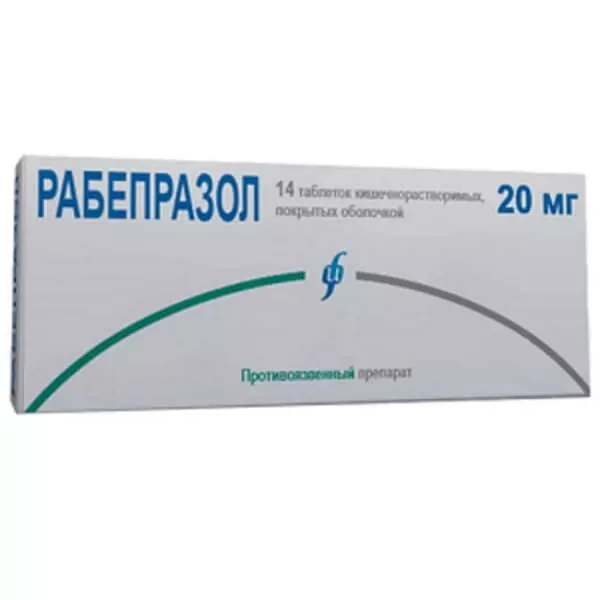 РАБЕПРАЗОЛ
14 таблеток кишечнорастворимых,
покрытых оболочкой
20 мг
Противоязвенный препарат